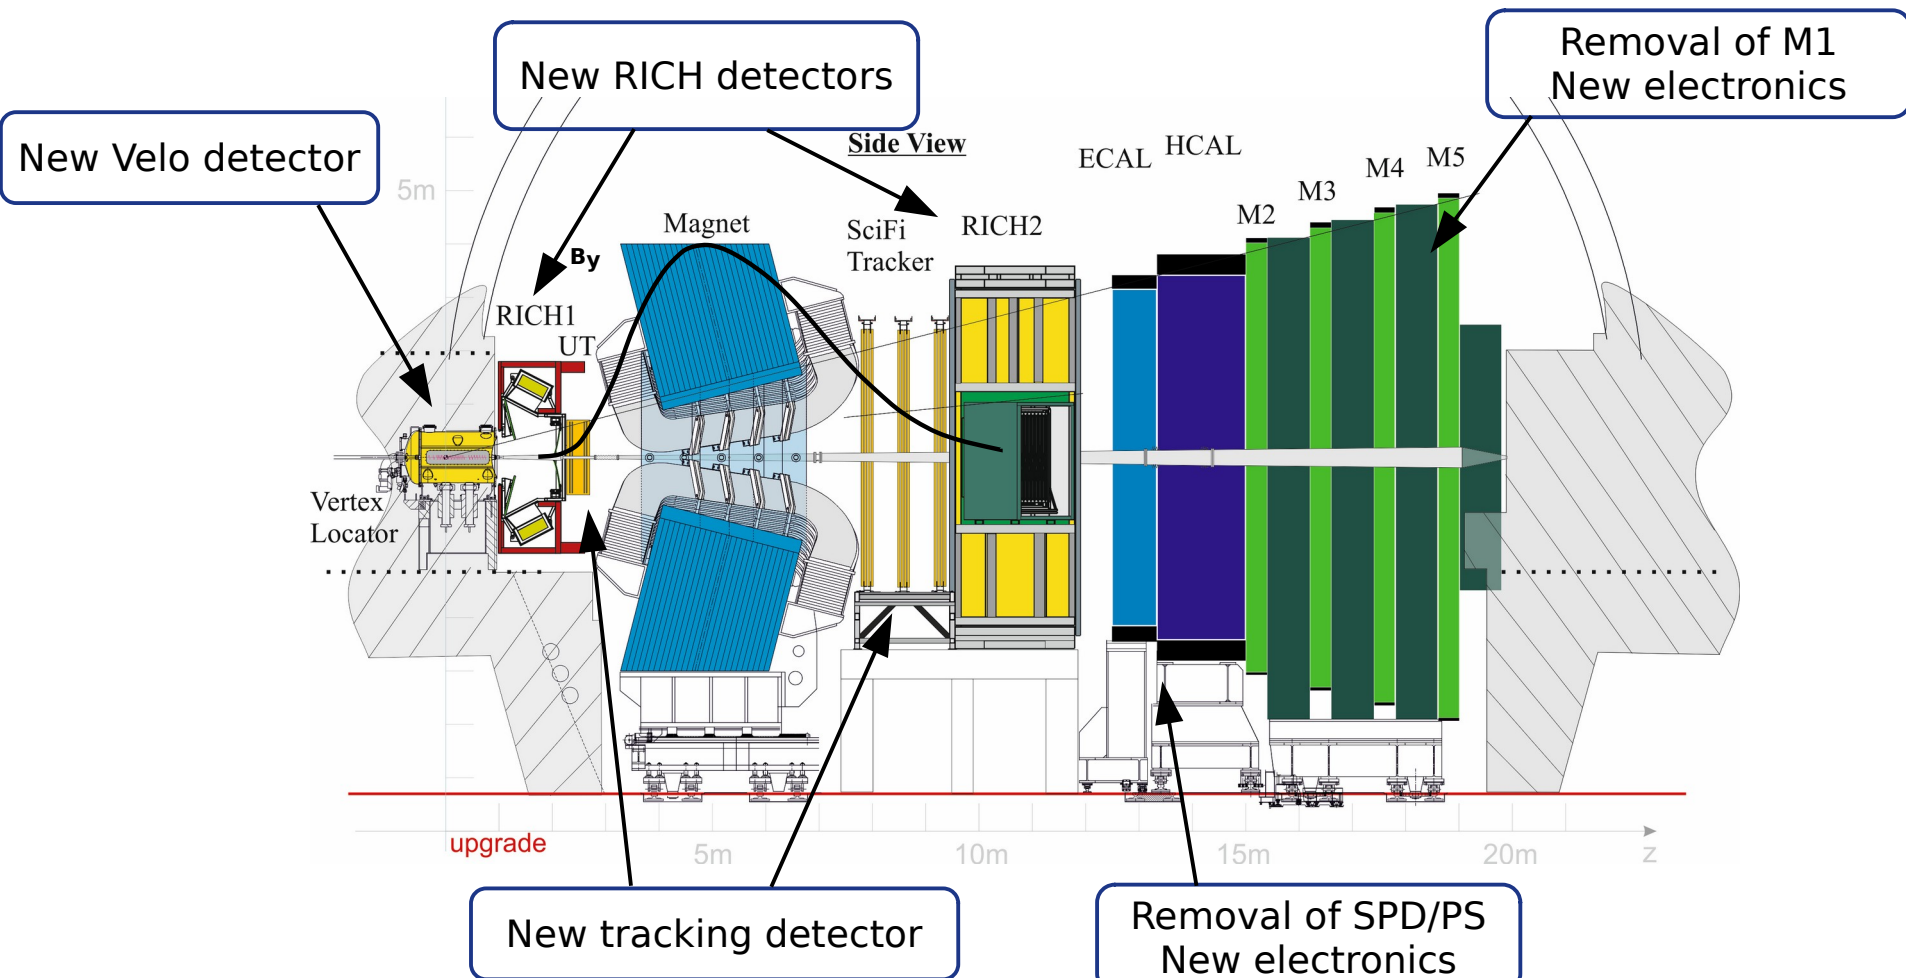 New RICH detectors
Removal of M1
New electronics
New Velo detector
Side View
ECAL
HCAL
M5
M4
M3
M2
5m
Magnet
SciFi
Tracker
RICH2
By
RICH1
UT
Vertex
Locator
upgrade
5m
10m
15m
20m
z
New tracking detector
Removal of SPD/PS
New electronics